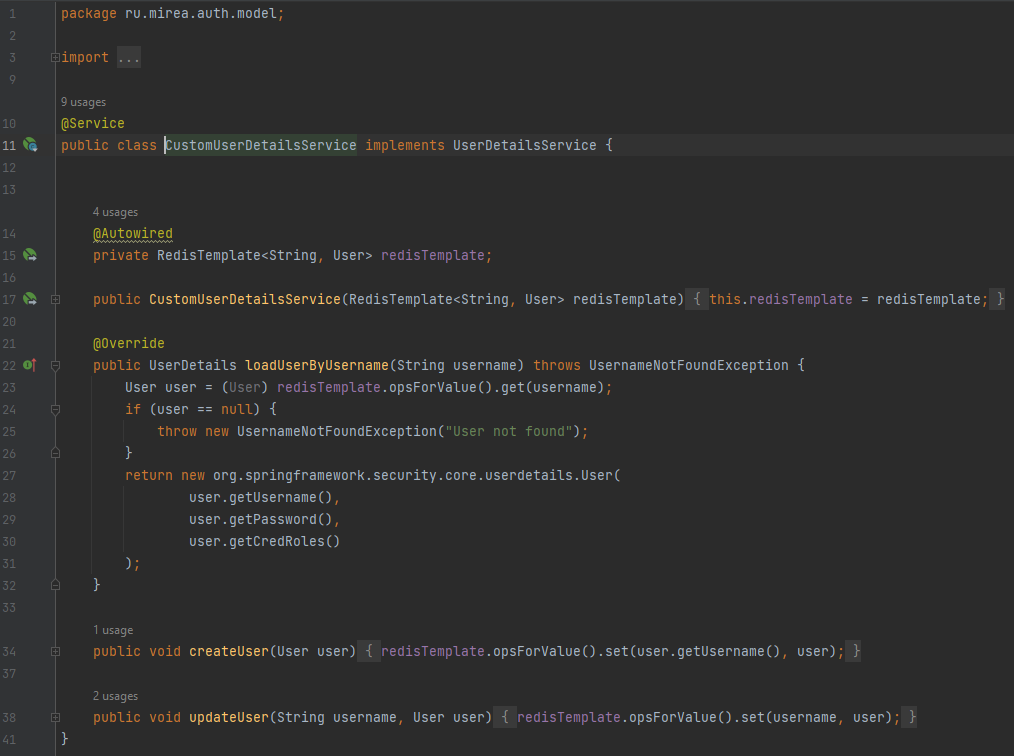 1 package ru.mirea.auth.model;
2
3 import ...
9
9 usages
10 @Service
11 public class CustomUserDetailsService implements UserDetailsService {
12
13
4 usages
14 @Autowired
15 private RedisTemplate<String, User> redisTemplate;
16
17 public CustomUserDetailsService(RedisTemplate<String, User> redisTemplate) { this.redisTemplate = redisTemplate; }
20
21 @Override
22 public UserDetails loadUserByUsername(String username) throws UsernameNotFoundException {
23 User user = (User) redisTemplate.opsForValue().get(username);
24 if (user == null) {
25 throw new UsernameNotFoundException("User not found");
26 }
27 return new org.springframework.security.core.userdetails.User(
28 user.getUsername(),
29 user.getPassword(),
30 user.getCredRoles()
31 );
32 }
33
1 usage
34 public void createUser(User user) { redisTemplate.opsForValue().set(user.getUsername(), user); }
37
2 usages
38 public void updateUser(String username, User user) { redisTemplate.opsForValue().set(username, user); }
41 }